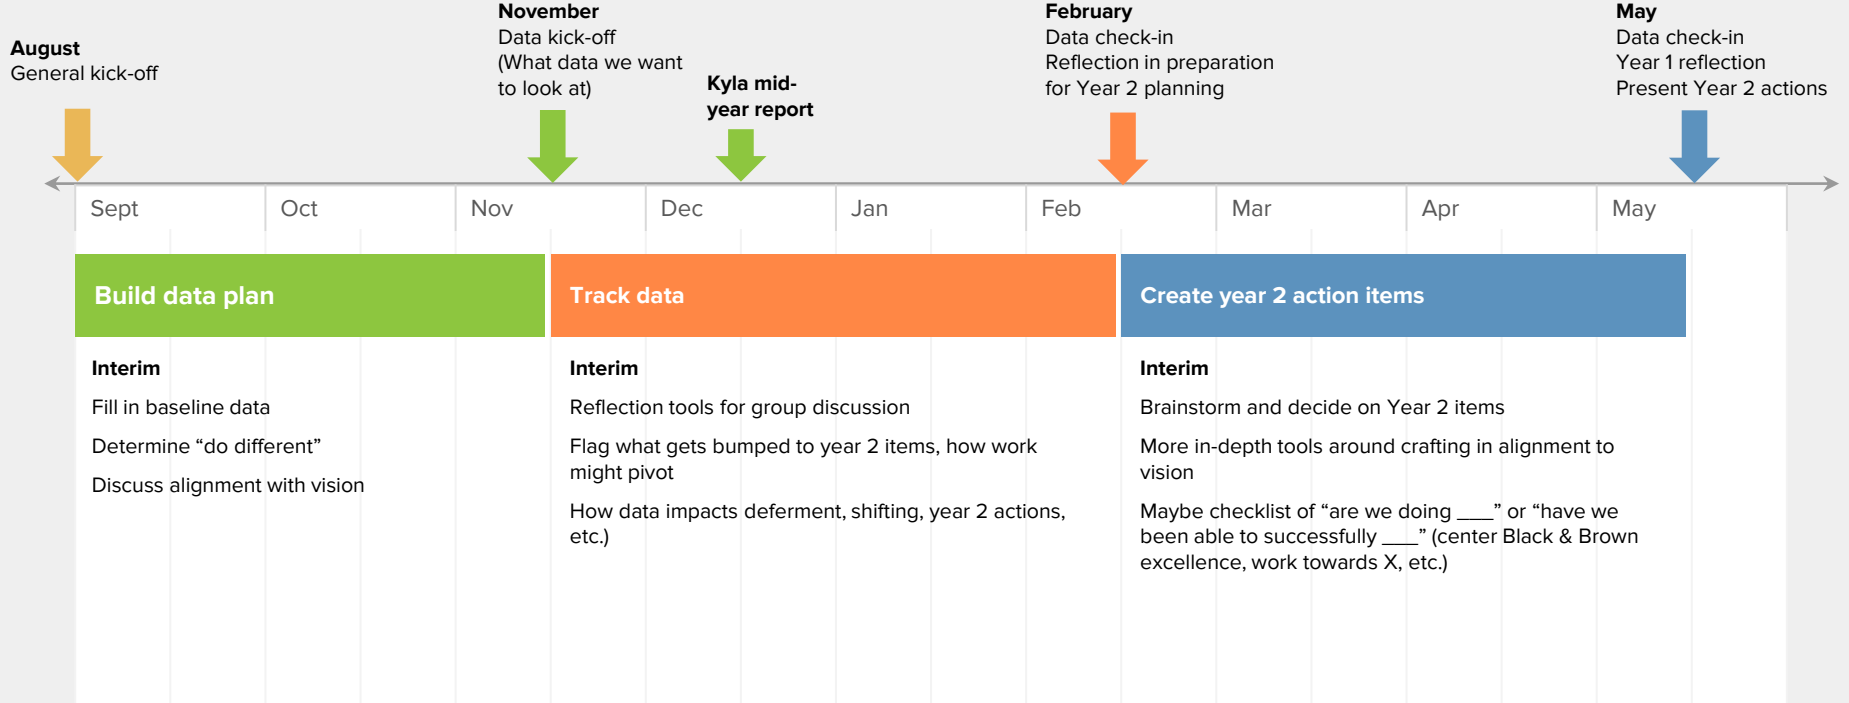 August
General kick-off
November
Data kick-off
(What data we want
to look at)
Kyla mid-
year report
February
Data check-in
Reflection in preparation
for Year 2 planning
May
Data check-in
Year 1 reflection
Present Year 2 actions
Sept
Oct
Nov
Dec
Jan
Feb
Mar
Apr
May
Build data plan
Track data
Create year 2 action items
Interim
Fill in baseline data
Determine “do different”
Discuss alignment with vision
Interim
Reflection tools for group discussion
Flag what gets bumped to year 2 items, how work
might pivot
How data impacts deferment, shifting, year 2 actions,
etc.)
Interim
Brainstorm and decide on Year 2 items
More in-depth tools around crafting in alignment to
vision
Maybe checklist of “are we doing ___” or “have we
been able to successfully ___” (center Black & Brown
excellence, work towards X, etc.)